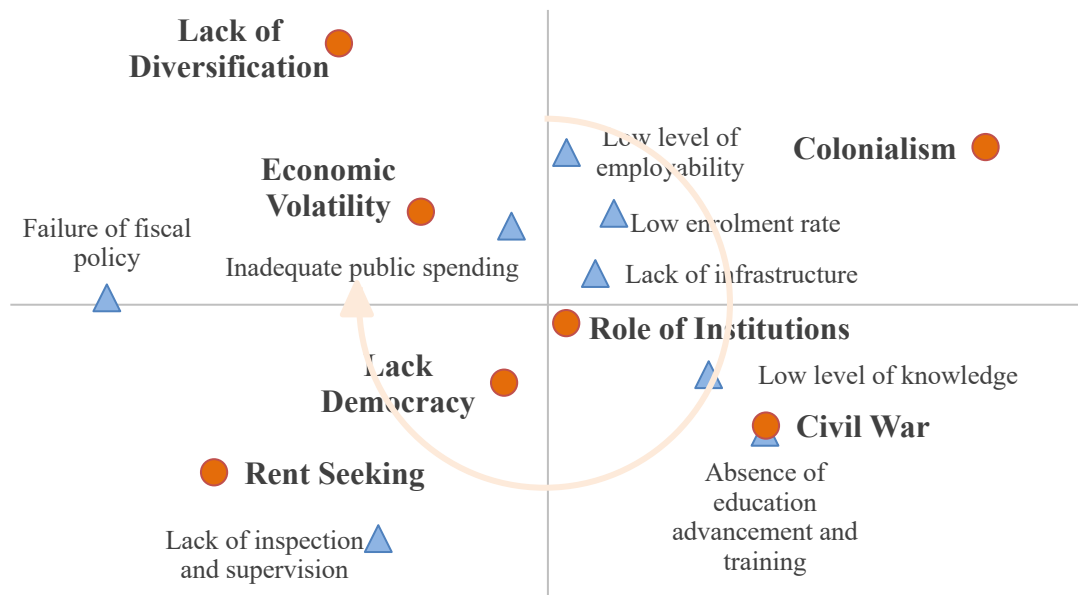 Lack of
Diversification
Low level of
employability
Colonialism
Economic
Volatility
Failure of fiscal
policy
Low enrolment rate
Inadequate public spending
Lack of infrastructure
Role of Institutions
Lack
Democracy
Low level of knowledge
Civil War
Rent Seeking
Absence of
education
advancement and
training
Lack of inspection
and supervision